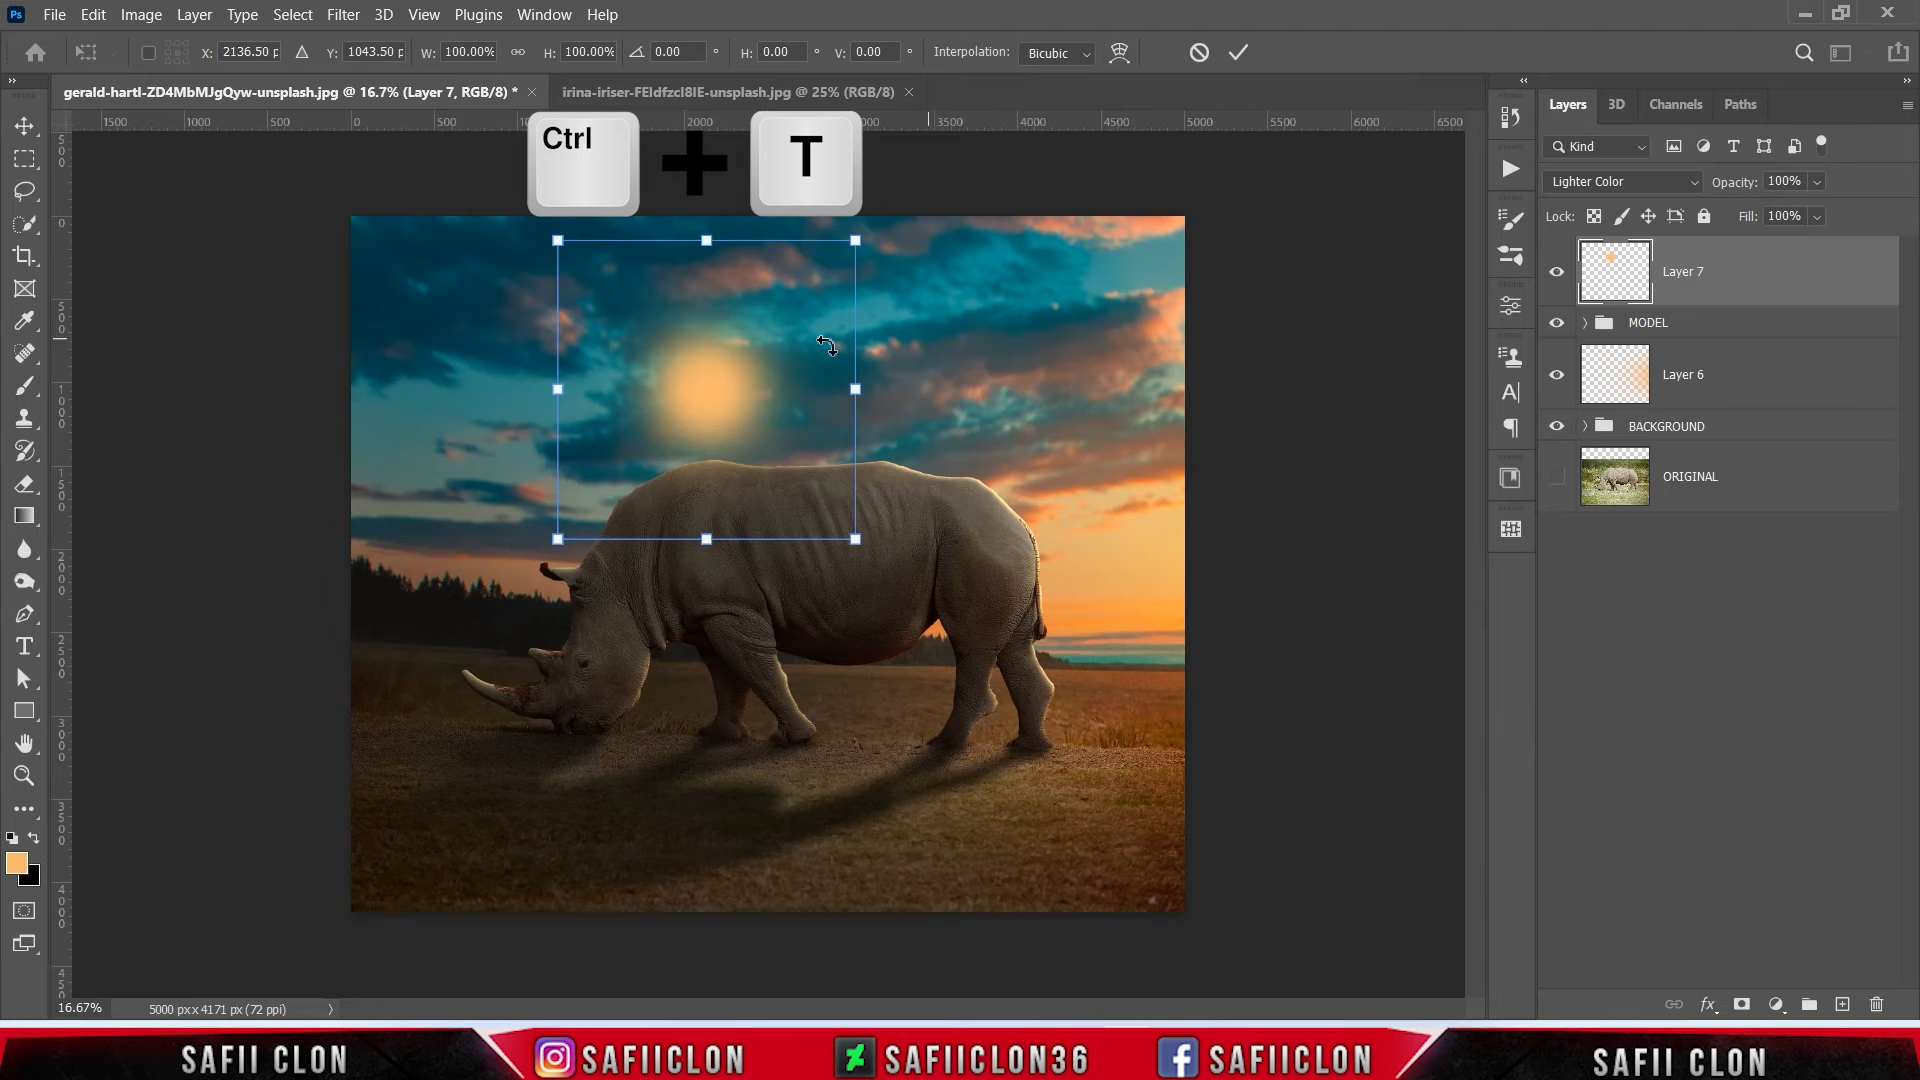 Ps File Edit Image Layer Type Select Filter 3D View Plugins Window Help
X: 2136.50 p Y: 1043.50 p W: 100.00% H: 100.00% 0.00 ° H: 0.00 ° V: 0.00 ° Interpolation: Bicubic
gerald-hartl-ZD4MbMJgQyw-unsplash.jpg @ 16.7% (Layer 7, RGB/8) * irina-iriser-FEldfzcl8lE-unsplash.jpg @ 25% (RGB/8)
1500 1000 500 0 500 2000 3500 4000 4500 5000 5500 6000 6500
Ctrl + T
Layers 3D Channels Paths
Kind
Lighter Color Opacity: 100%
Lock: Fill: 100%
Layer 7
MODEL
Layer 6
BACKGROUND
ORIGINAL
16.67% 5000 px x 4171 px (72 ppi)
SAFII CLON SAFIICLON SAFIICLON36 SAFIICLON SAFII CLON